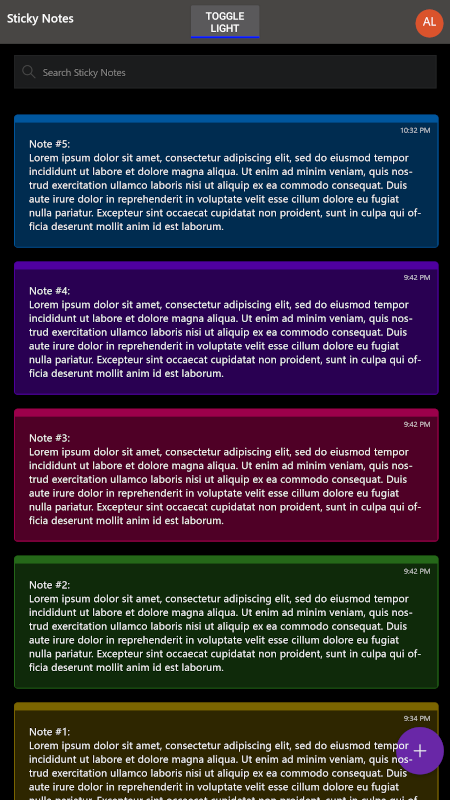 Sticky Notes
TOGGLE
LIGHT
AL
Search Sticky Notes
10:32 PM
Note #5:
Lorem ipsum dolor sit amet, consectetur adipiscing elit, sed do eiusmod tempor
incididunt ut labore et dolore magna aliqua. Ut enim ad minim veniam, quis nos-
trud exercitation ullamco laboris nisi ut aliquip ex ea commodo consequat. Duis
aute irure dolor in reprehenderit in voluptate velit esse cillum dolore eu fugiat
nulla pariatur. Excepteur sint occaecat cupidatat non proident, sunt in culpa qui of-
ficia deserunt mollit anim id est laborum.
9:42 PM
Note #4:
Lorem ipsum dolor sit amet, consectetur adipiscing elit, sed do eiusmod tempor
incididunt ut labore et dolore magna aliqua. Ut enim ad minim veniam, quis nos-
trud exercitation ullamco laboris nisi ut aliquip ex ea commodo consequat. Duis
aute irure dolor in reprehenderit in voluptate velit esse cillum dolore eu fugiat
nulla pariatur. Excepteur sint occaecat cupidatat non proident, sunt in culpa qui of-
ficia deserunt mollit anim id est laborum.
9:42 PM
Note #3:
Lorem ipsum dolor sit amet, consectetur adipiscing elit, sed do eiusmod tempor
incididunt ut labore et dolore magna aliqua. Ut enim ad minim veniam, quis nos-
trud exercitation ullamco laboris nisi ut aliquip ex ea commodo consequat. Duis
aute irure dolor in reprehenderit in voluptate velit esse cillum dolore eu fugiat
nulla pariatur. Excepteur sint occaecat cupidatat non proident, sunt in culpa qui of-
ficia deserunt mollit anim id est laborum.
9:42 PM
Note #2:
Lorem ipsum dolor sit amet, consectetur adipiscing elit, sed do eiusmod tempor
incididunt ut labore et dolore magna aliqua. Ut enim ad minim veniam, quis nos-
trud exercitation ullamco laboris nisi ut aliquip ex ea commodo consequat. Duis
aute irure dolor in reprehenderit in voluptate velit esse cillum dolore eu fugiat
nulla pariatur. Excepteur sint occaecat cupidatat non proident, sunt in culpa qui of-
ficia deserunt mollit anim id est laborum.
9:34 PM
Note #1:
Lorem ipsum dolor sit amet, consectetur adipiscing elit, sed do eiusmod tempor
incididunt ut labore et dolore magna aliqua. Ut enim ad minim veniam, quis nos-
trud exercitation ullamco laboris nisi ut aliquip ex ea commodo consequat. Duis
aute irure dolor in reprehenderit in voluptate velit esse cillum dolore eu fugiat
nulla pariatur. Excepteur sint occaecat cupidatat non proident, sunt in culpa qui of-